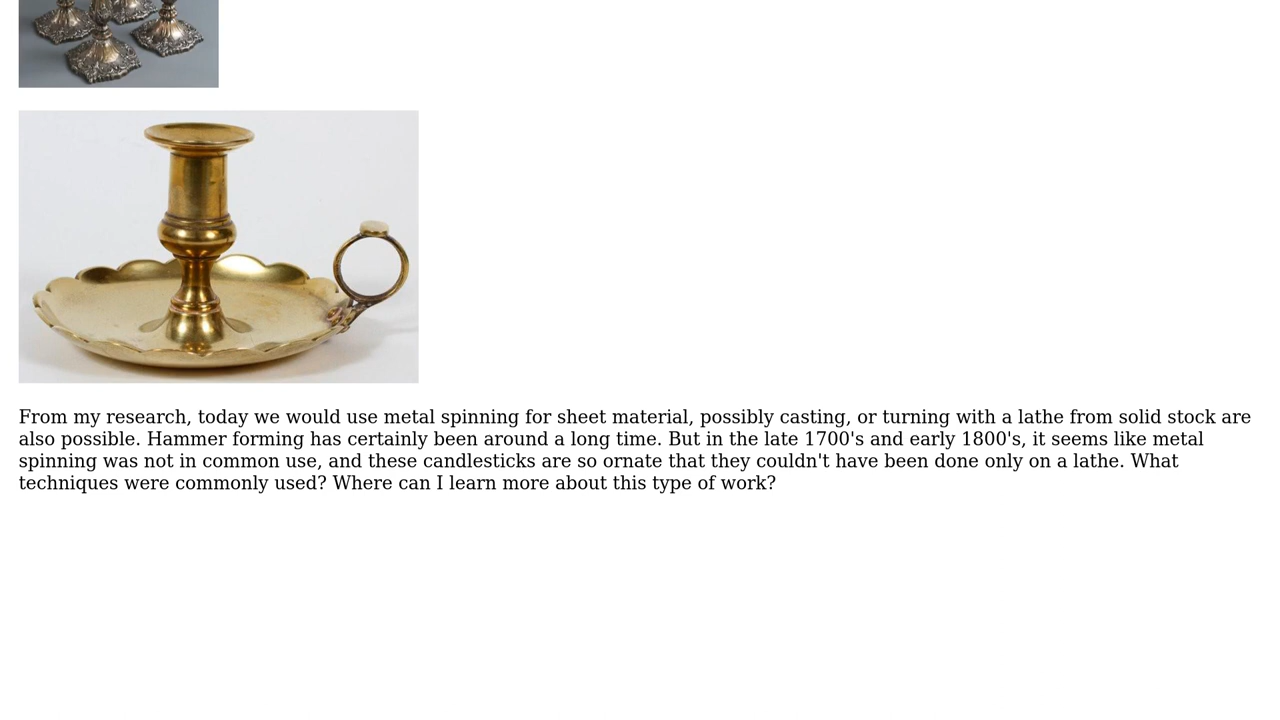 From my research, today we would use metal spinning for sheet material, possibly casting, or turning with a lathe from solid stock are
also possible. Hammer forming has certainly been around a long time. But in the late 1700's and early 1800's, it seems like metal
spinning was not in common use, and these candlesticks are so ornate that they couldn't have been done only on a lathe. What
techniques were commonly used? Where can I learn more about this type of work?